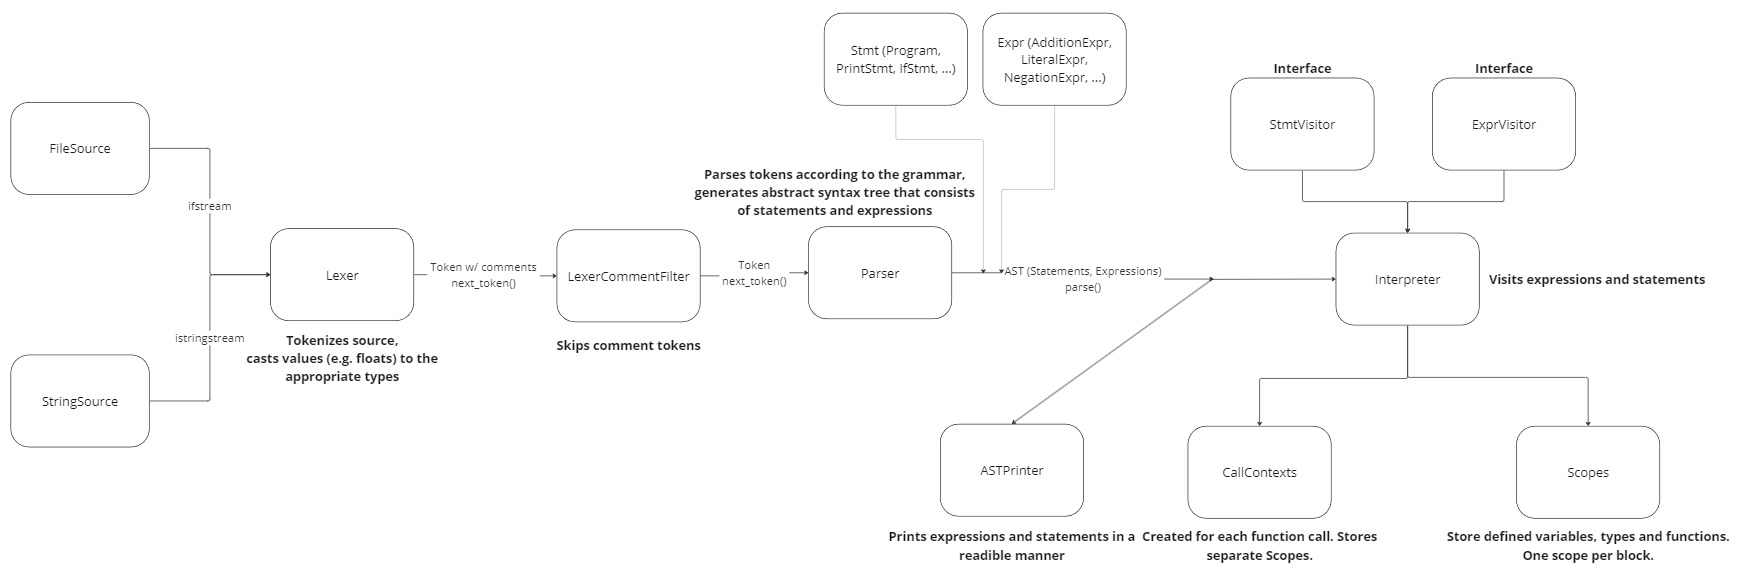 Stmt (Program,
PrintStmt, IfStmt, ...)
Expr (AdditionExpr,
LiteralExpr,
NegationExpr, ...)
Interface
Interface
StmtVisitor
ExprVisitor
FileSource
ifstream
Parses tokens according to the grammar,
generates abstract syntax tree that consists
of statements and expressions
Lexer
Token w/ comments
next_token()
LexerCommentFilter
Token
next_token()
Parser
AST (Statements, Expressions)
parse()
Interpreter
Visits expressions and statements
istringstream
Tokenizes source,
casts values (e.g. floats) to the
appropriate types
Skips comment tokens
StringSource
ASTPrinter
CallContexts
Scopes
Prints expressions and statements in a
readible manner
Created for each function call. Stores
separate Scopes.
Store defined variables, types and functions.
One scope per block.